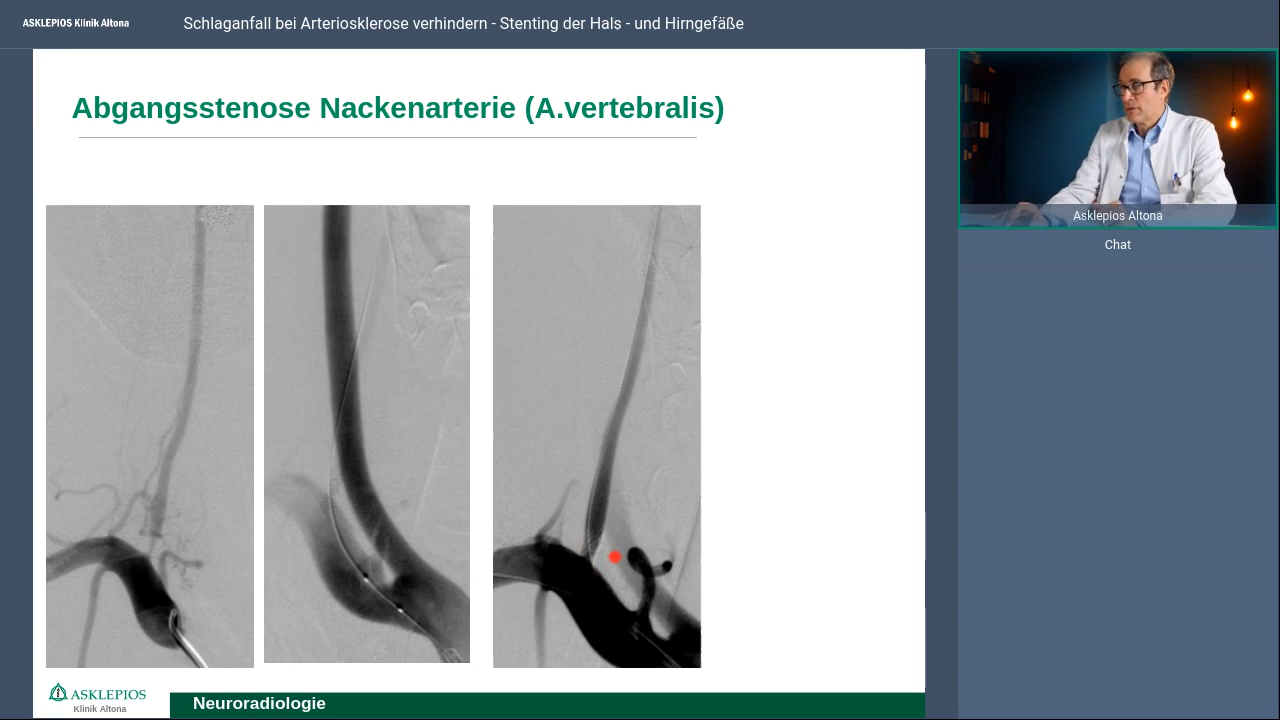 ASKLEPIOS Klinik Altona
Schlaganfall bei Arteriosklerose verhindern - Stenting der Hals - und Hirngefäße
Abgangsstenose Nackenarterie (A.vertebralis)
Asklepios Altona
Chat
ASKLEPIOS
Klinik Altona
Neuroradiologie